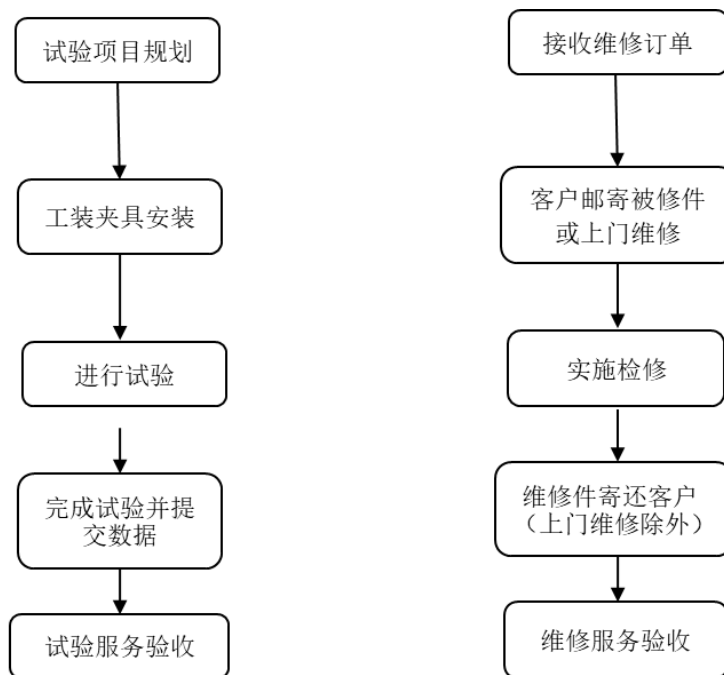 试验项目规划
工装夹具安装
进行试验
完成试验并提
交数据
试验服务验收
接收维修订单
客户邮寄被修件
或上门维修
实施检修
维修件寄还客户
（上门维修除外）
维修服务验收